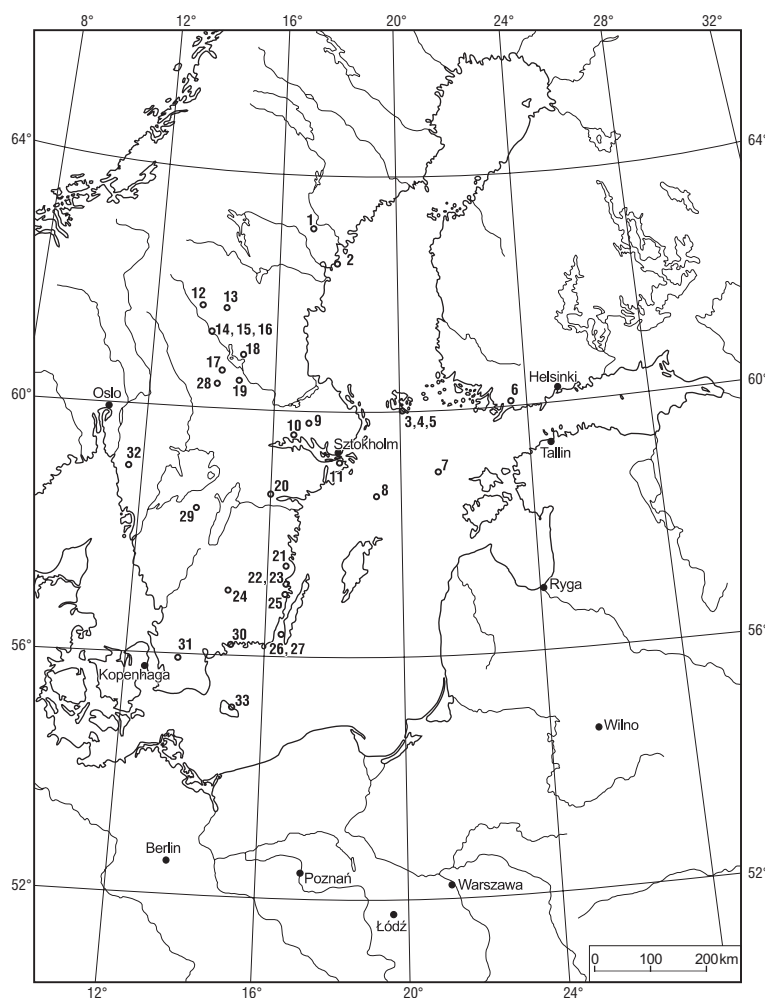 8° 12° 16° 20° 24° 28° 32°
64° 64°
1
2
12 13
14, 15, 16
18
17
28 19
60° Oslo Helsinki 60°
6
3,4,5
9
10
Sztokholm
Tallin
11
32
7
8
20
29
21
22, 23
24
25
Ryga
30
56° 31 56°
26, 27
Kopenhaga
33
Wilno
Berlin
Poznań
52° Warszawa 52°
Łódź
0 100 200 km
12° 16° 20° 24°